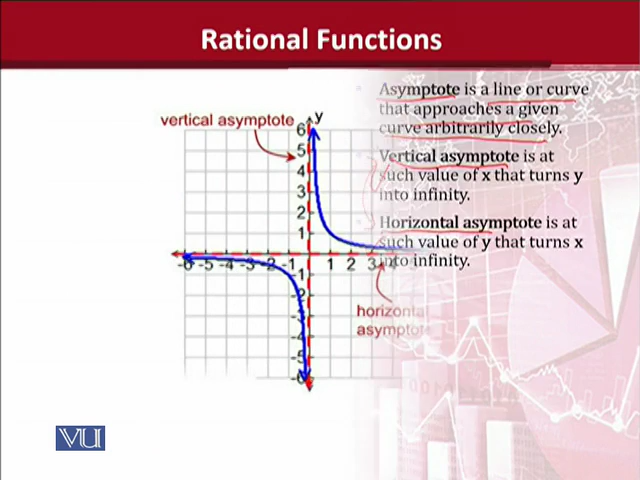 Rational Functions
vertical asymptote
y
6
5
4
3
2
1
-6 -5 -4 -3 -2 -1 1 2 3 4
-1
-2
-3
-4
-5
-6
horizontal
asymptote
Asymptote is a line or curve
that approaches a given
curve arbitrarily closely.
Vertical asymptote is at
such value of x that turns y
into infinity.
Horizontal asymptote is at
such value of y that turns x
into infinity.
VU